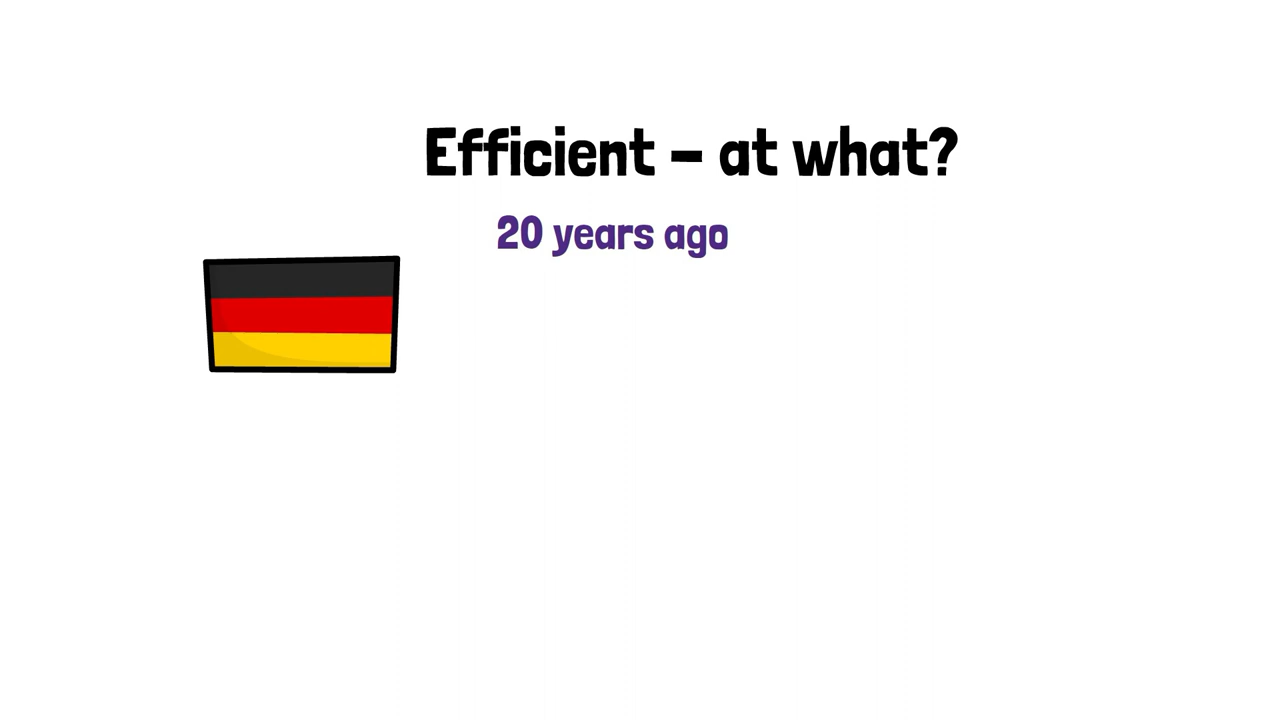 Efficient – at what?
20 years ago